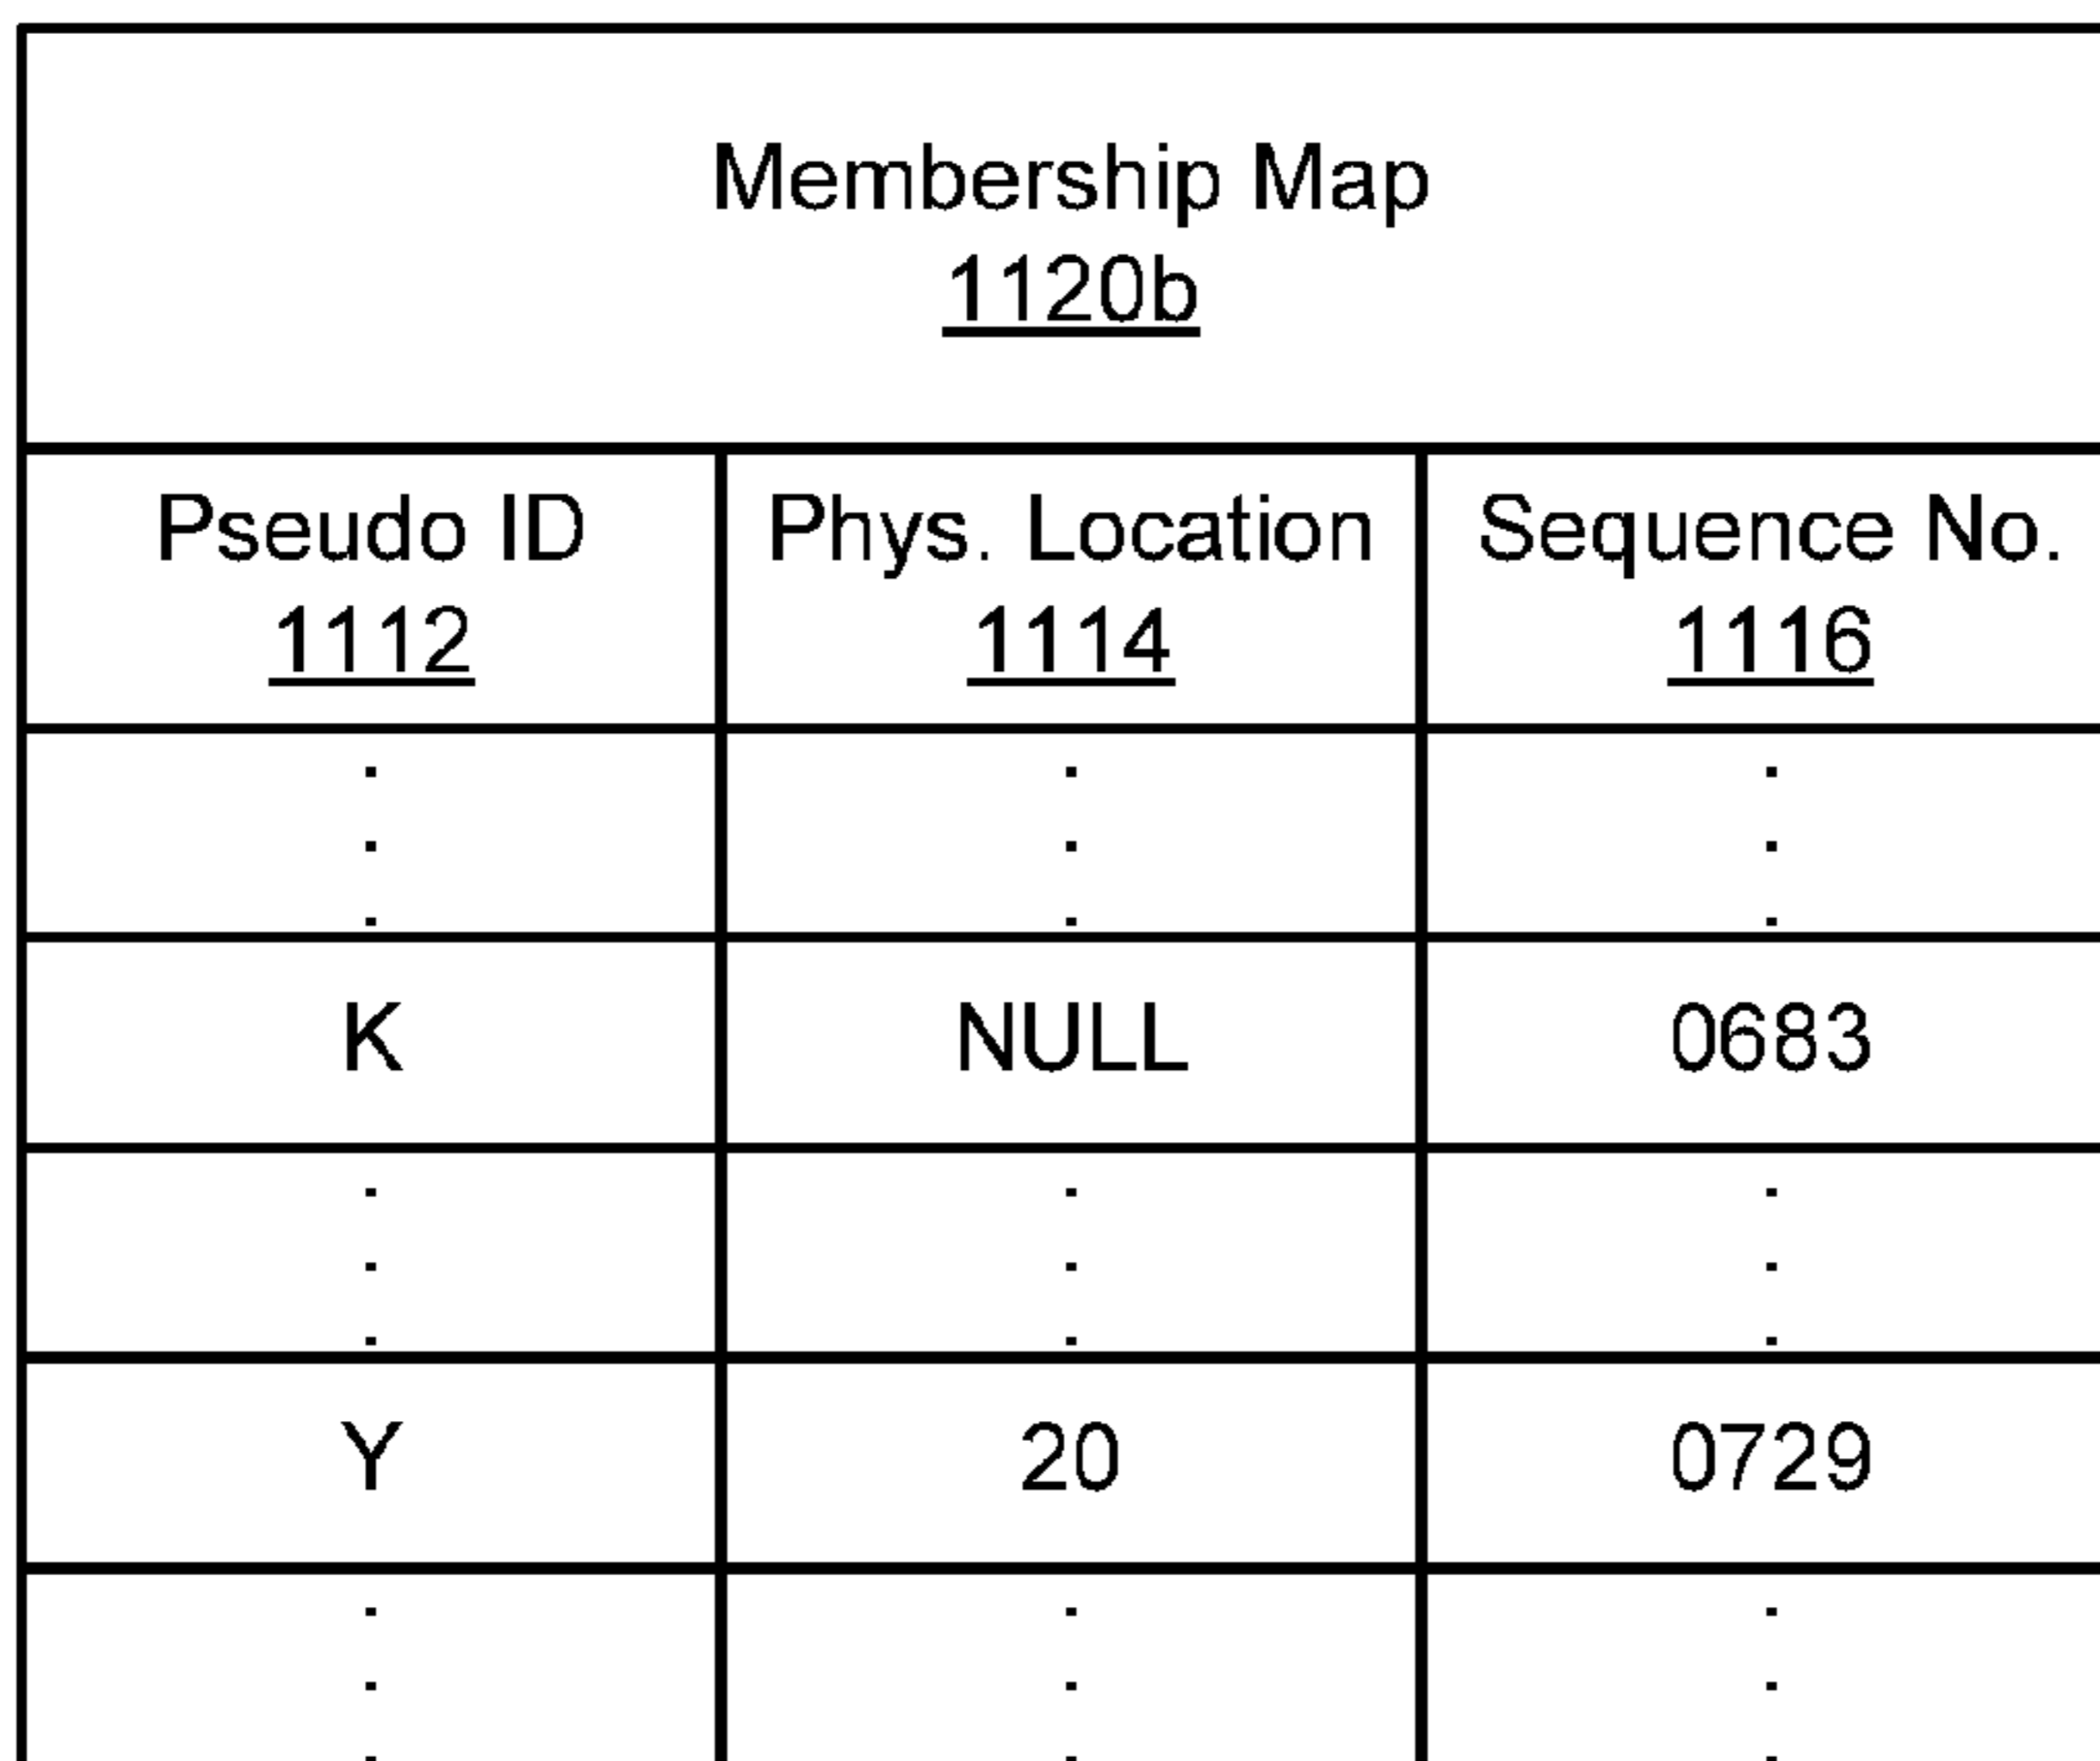 Membership Map
1120b
Pseudo ID Phys. Location Sequence No.
1112 1114 1116
. . .
. . .
. . .
K NULL 0683
. . .
. . .
. . .
Y 20 0729
. . .
. . .
. . .